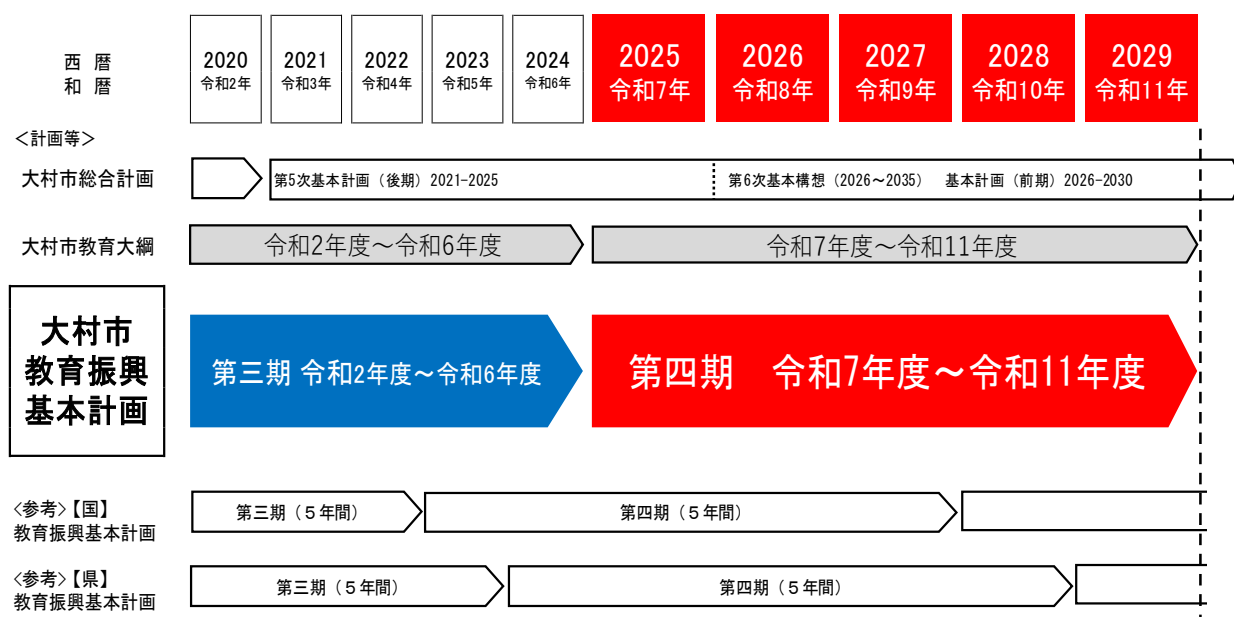 西 暦
和 暦
2020
令和2年
2021
令和3年
2022
令和4年
2023
令和5年
2024
令和6年
2025
令和7年
2026
令和8年
2027
令和9年
2028
令和10年
2029
令和11年
＜計画等＞
大村市総合計画
第5次基本計画（後期）2021-2025
第6次基本構想（2026～2035）　基本計画（前期）2026-2030
大村市教育大綱
令和2年度～令和6年度
令和7年度～令和11年度
大村市
教育振興
基本計画
第三期 令和2年度～令和6年度
第四期　令和7年度～令和11年度
<参考>【国】
教育振興基本計画
第三期（５年間）
第四期（５年間）
<参考>【県】
教育振興基本計画
第三期（５年間）
第四期（５年間）